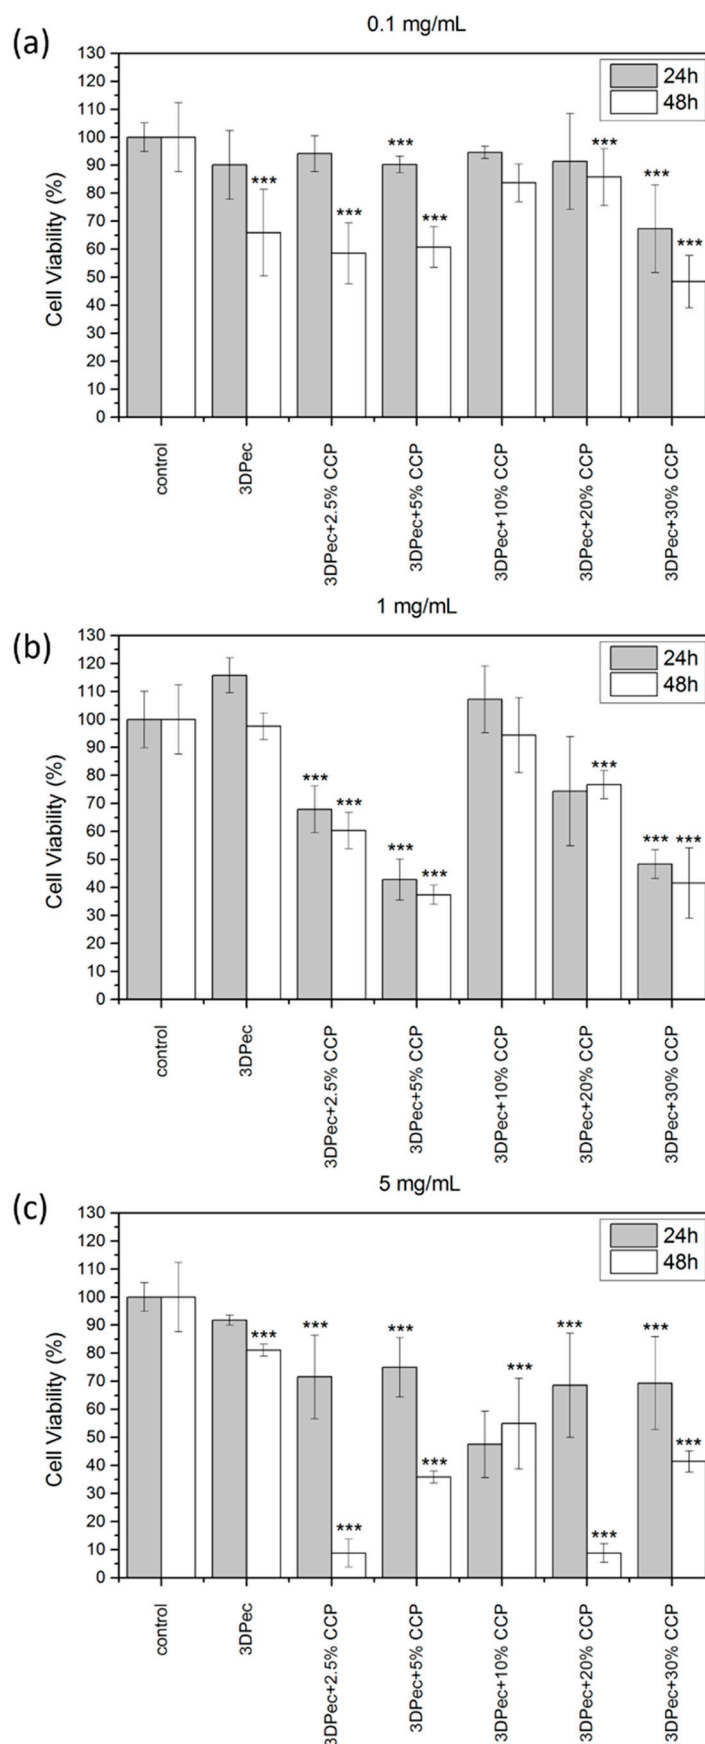 (a)
0.1 mg/mL
24h
48h
Cell Viability (%)
130
120
110
100
90
80
70
60
50
40
30
20
10
0
***
***
***
***
***
***
***
control
3DPec
3DPec+2.5% CCP
3DPec+5% CCP
3DPec+10% CCP
3DPec+20% CCP
3DPec+30% CCP
(b)
1 mg/mL
24h
48h
Cell Viability (%)
130
120
110
100
90
80
70
60
50
40
30
20
10
0
***
***
***
***
***
***
***
control
3DPec
3DPec+2.5% CCP
3DPec+5% CCP
3DPec+10% CCP
3DPec+20% CCP
3DPec+30% CCP
(c)
5 mg/mL
24h
48h
Cell Viability (%)
130
120
110
100
90
80
70
60
50
40
30
20
10
0
***
***
***
***
***
***
***
***
***
***
control
3DPec
3DPec+2.5% CCP
3DPec+5% CCP
3DPec+10% CCP
3DPec+20% CCP
3DPec+30% CCP